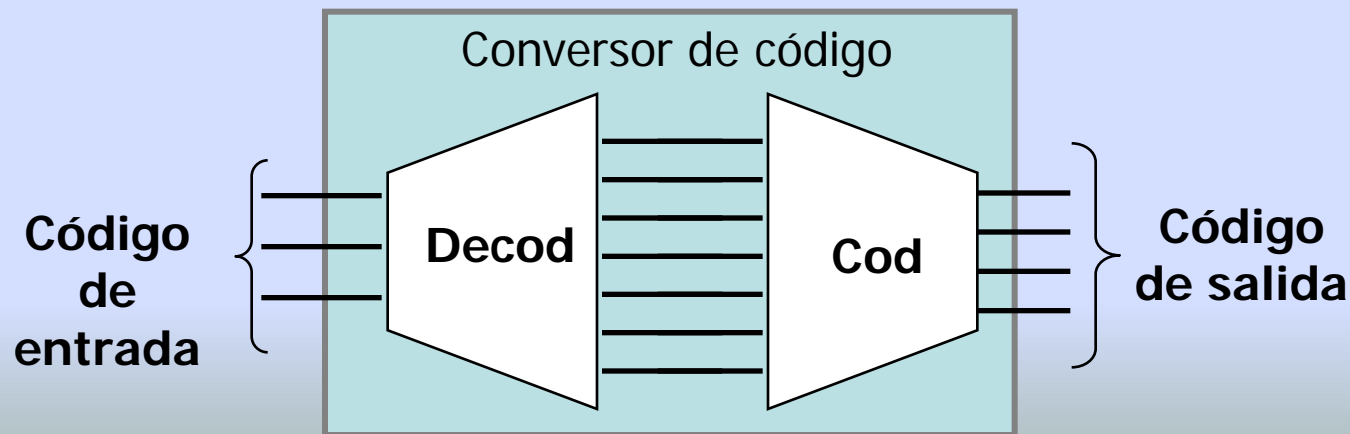 Conversor de código
Código
de
entrada
Decod
Cod
Código
de salida